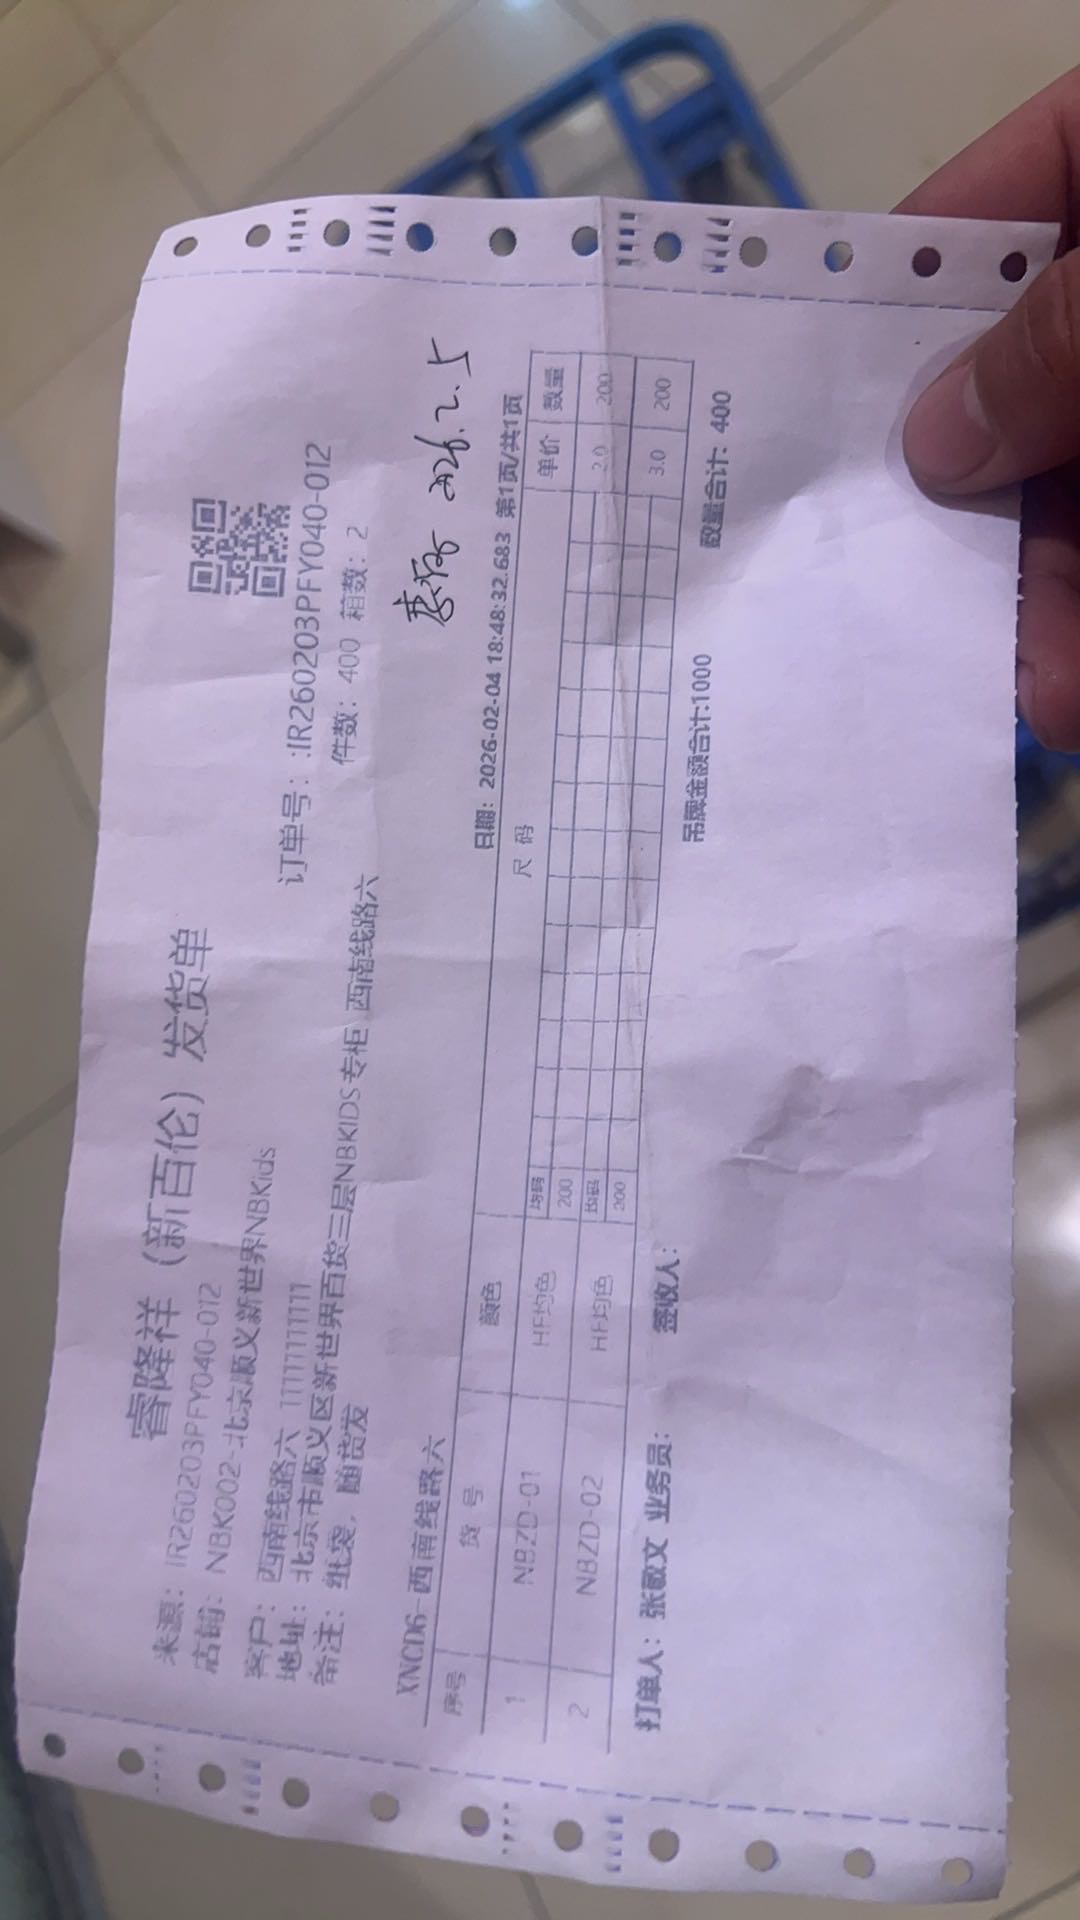 睿隆祥（新百伦）发货单
来源：IR260203PFY040-012
订单号：:IR260203PFY040-012
店铺：NBK002-北京顺义新世界NBKids
件数：400 箱数：2
客户：西南线路六 11111111111
地址：北京市顺义区新世界百货三层NBKIDS专柜 西南线路六
备注：纸袋，随货发
2026.2.5
XNCD6-西南线路六 日期：2026-02-04 18:48:32.683 第1页/共1页
序号 货号 颜色 尺码 单价 数量
均码
1 NBZD-01 HF均色 200 2.0 200
均码
2 NBZD-02 HF均色 200 3.0 200
打单人：张敬文 业务员： 签收人： 吊牌金额合计:1000 数量合计：400